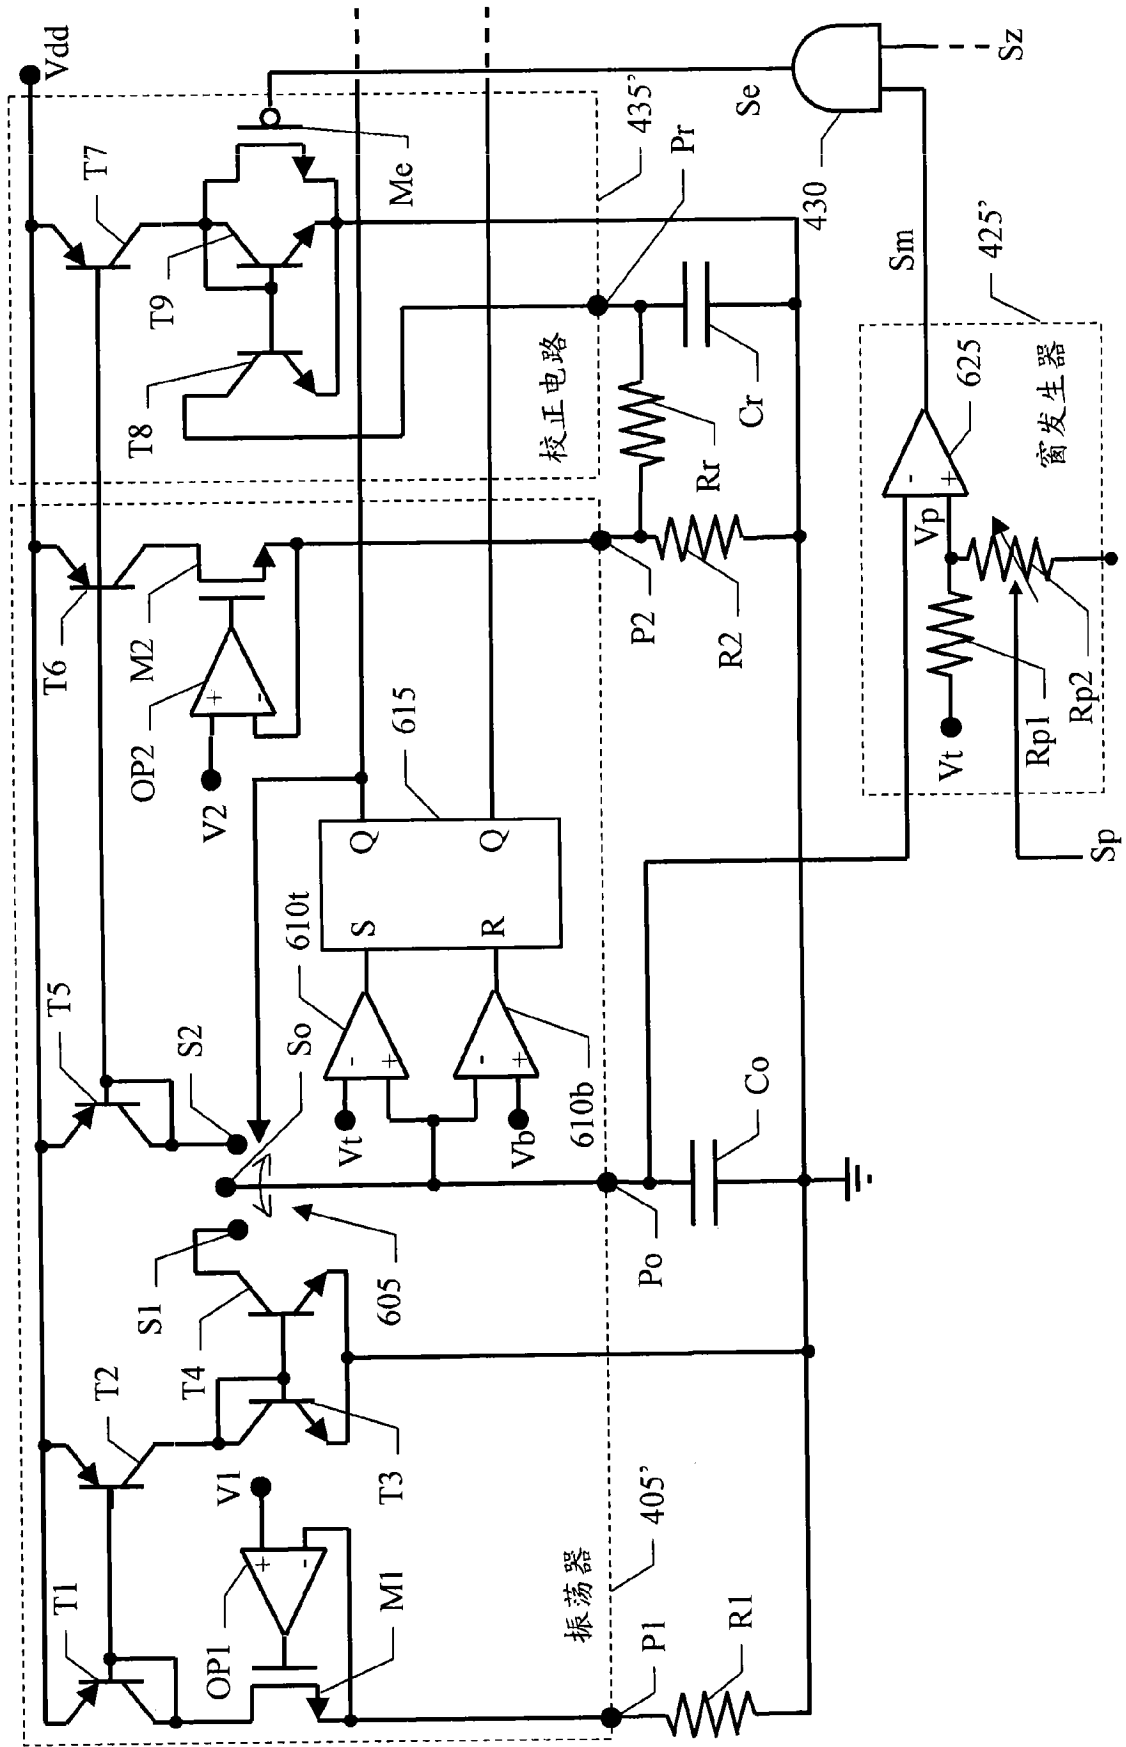 Vdd
T7
T9
T8
Me
435'
校正电路
Pr
Cr
Rr
Se
430
Sz
Sm
425'
625
窗发生器
-
+
Vp
Vt
Rp1
Rp2
Sp
T6
M2
OP2
+
-
V2
P2
R2
615
S
Q
R
Q
T5
S2
So
610t
-
+
Vt
610b
-
+
Vb
Co
Po
S1
605
T4
T2
T3
V1
+
-
OP1
M1
T1
405'
振荡器
P1
R1